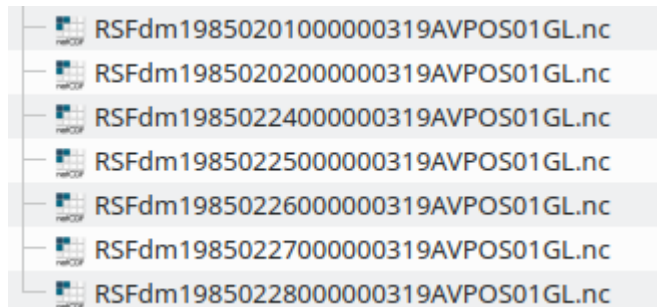 RSFdm19850201000000319AVPOS01GL.nc
RSFdm19850202000000319AVPOS01GL.nc
RSFdm19850224000000319AVPOS01GL.nc
RSFdm19850225000000319AVPOS01GL.nc
RSFdm19850226000000319AVPOS01GL.nc
RSFdm19850227000000319AVPOS01GL.nc
RSFdm19850228000000319AVPOS01GL.nc